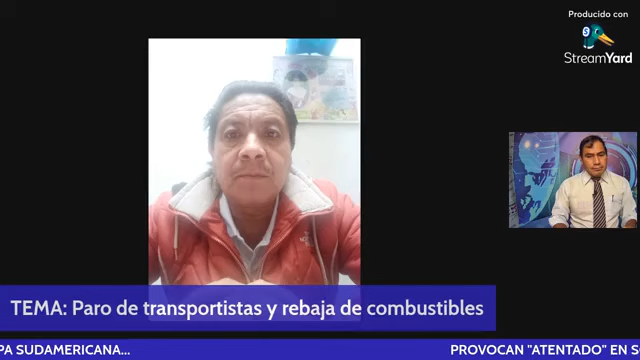 Producido con
StreamYard
TEMA: Paro de transportistas y rebaja de combustibles
PA SUDAMERICANA... PROVOCAN "ATENTADO" EN S